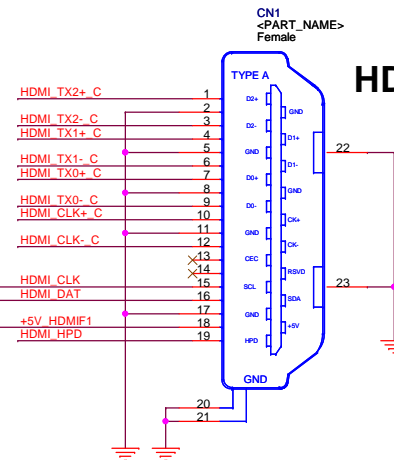 CN1
<PART_NAME>
Female
HD
TYPE A
HDMI_TX2+_C 1 D2+
2 GND
HDMI_TX2-_C 3 D2-
HDMI_TX1+_C 4 D1+
5 GND
HDMI_TX1-_C 6 D1-
HDMI_TX0+_C 7 D0+
8 GND
HDMI_TX0-_C 9 D0-
HDMI_CLK+_C 10 CK+
11 GND
HDMI_CLK-_C 12 CK-
13 CEC
14 RSVD
HDMI_CLK 15 SCL
HDMI_DAT 16 SDA
17 GND
+5V_HDMIF1 18 +5V
HDMI_HPD 19 HPD
22
23
GND
20
21